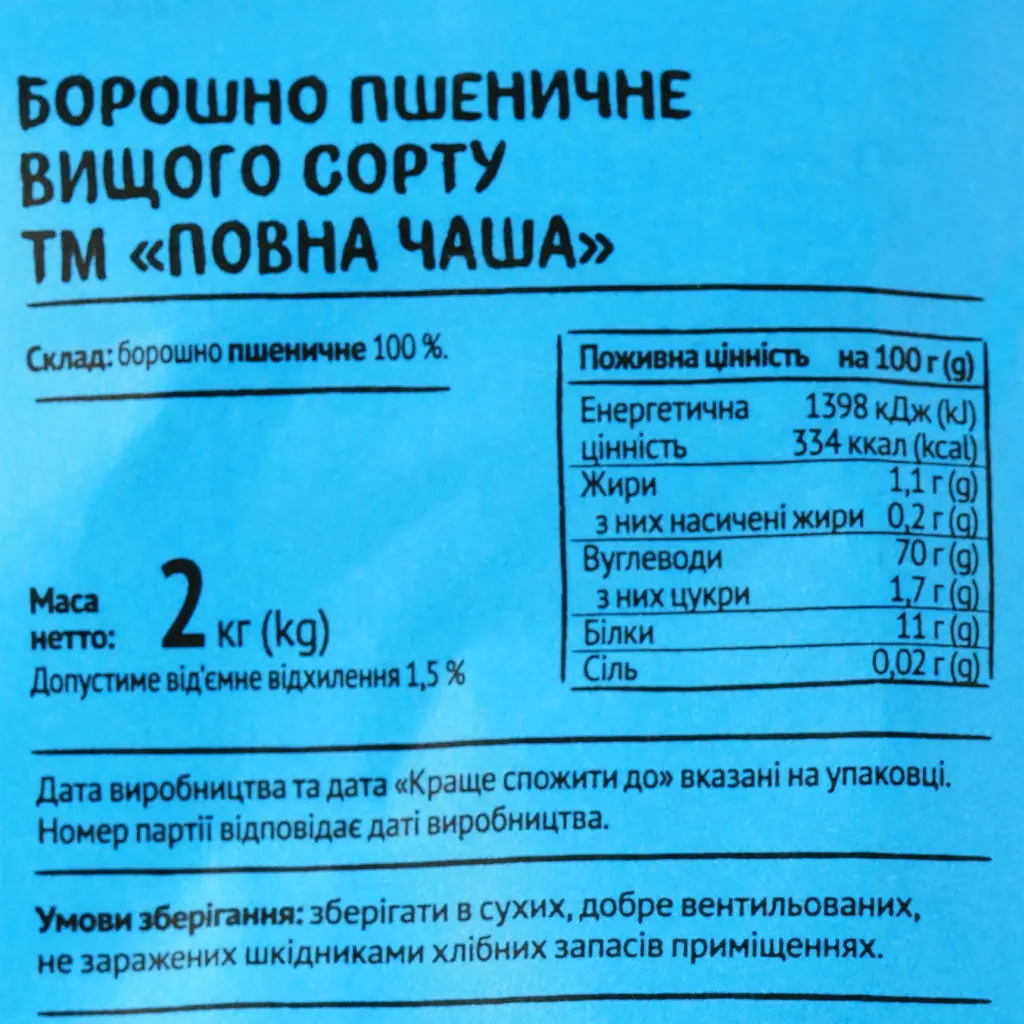 БОРОШНО ПШЕНИЧНЕ
ВИЩОГО СОРТУ
ТМ «ПОВНА ЧАША»
Склад: борошно пшеничне 100 %.
Поживна цінність на 100 г (g)
Енергетична 1398 кДж (kJ)
цінність 334 ккал (kcal)
Жири 1,1 г (g)
з них насичені жири 0,2 г (g)
Вуглеводи 70 г (g)
з них цукри 1,7 г (g)
Білки 11 г (g)
Сіль 0,02 г (g)
Маса
нетто: 2 кг (kg)
Допустиме від'ємне відхилення 1,5 %
Дата виробництва та дата «Краще спожити до» вказані на упаковці.
Номер партії відповідає даті виробництва.
Умови зберігання: зберігати в сухих, добре вентильованих,
не заражених шкідниками хлібних запасів приміщеннях.